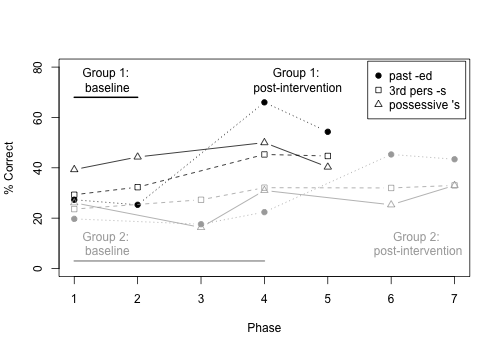 Group 1:
baseline
Group 1:
post-intervention
past -ed
3rd pers -s
possessive 's
80
60
40
20
0
% Correct
Group 2:
baseline
Group 2:
post-intervention
1 2 3 4 5 6 7
Phase